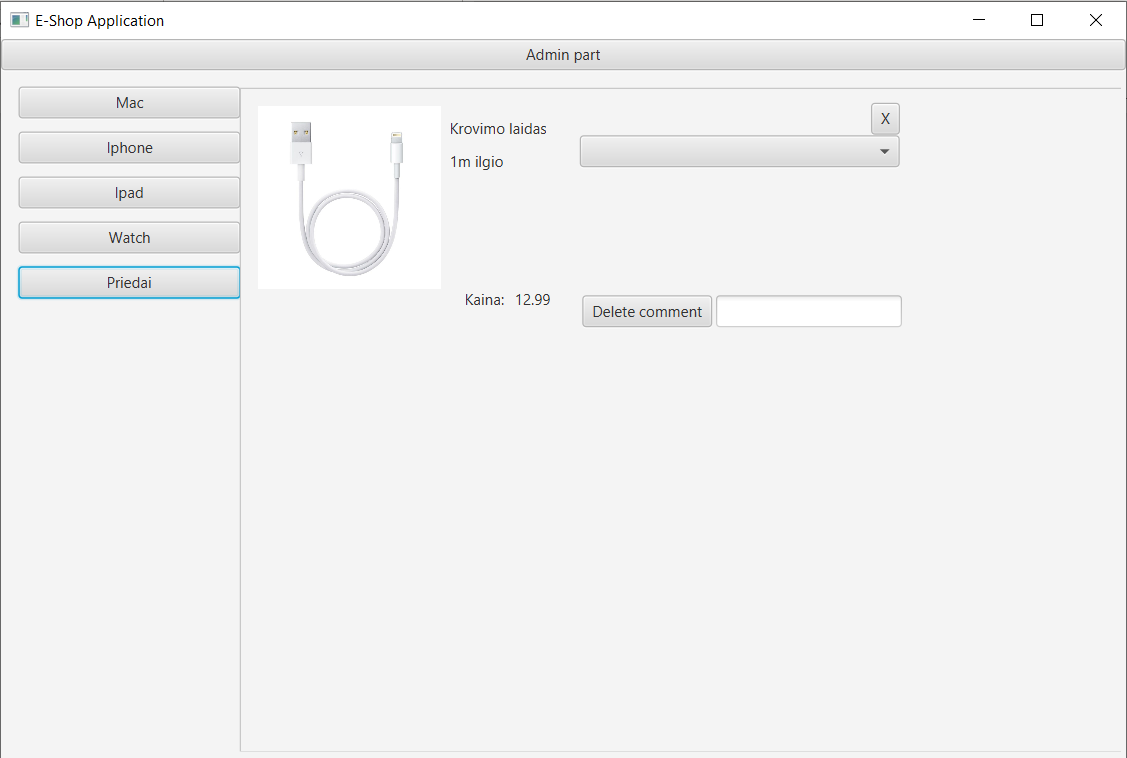 E-Shop Application
Admin part
Mac
Iphone
Ipad
Watch
Priedai
Krovimo laidas
1m ilgio
X
Kaina: 12.99
Delete comment